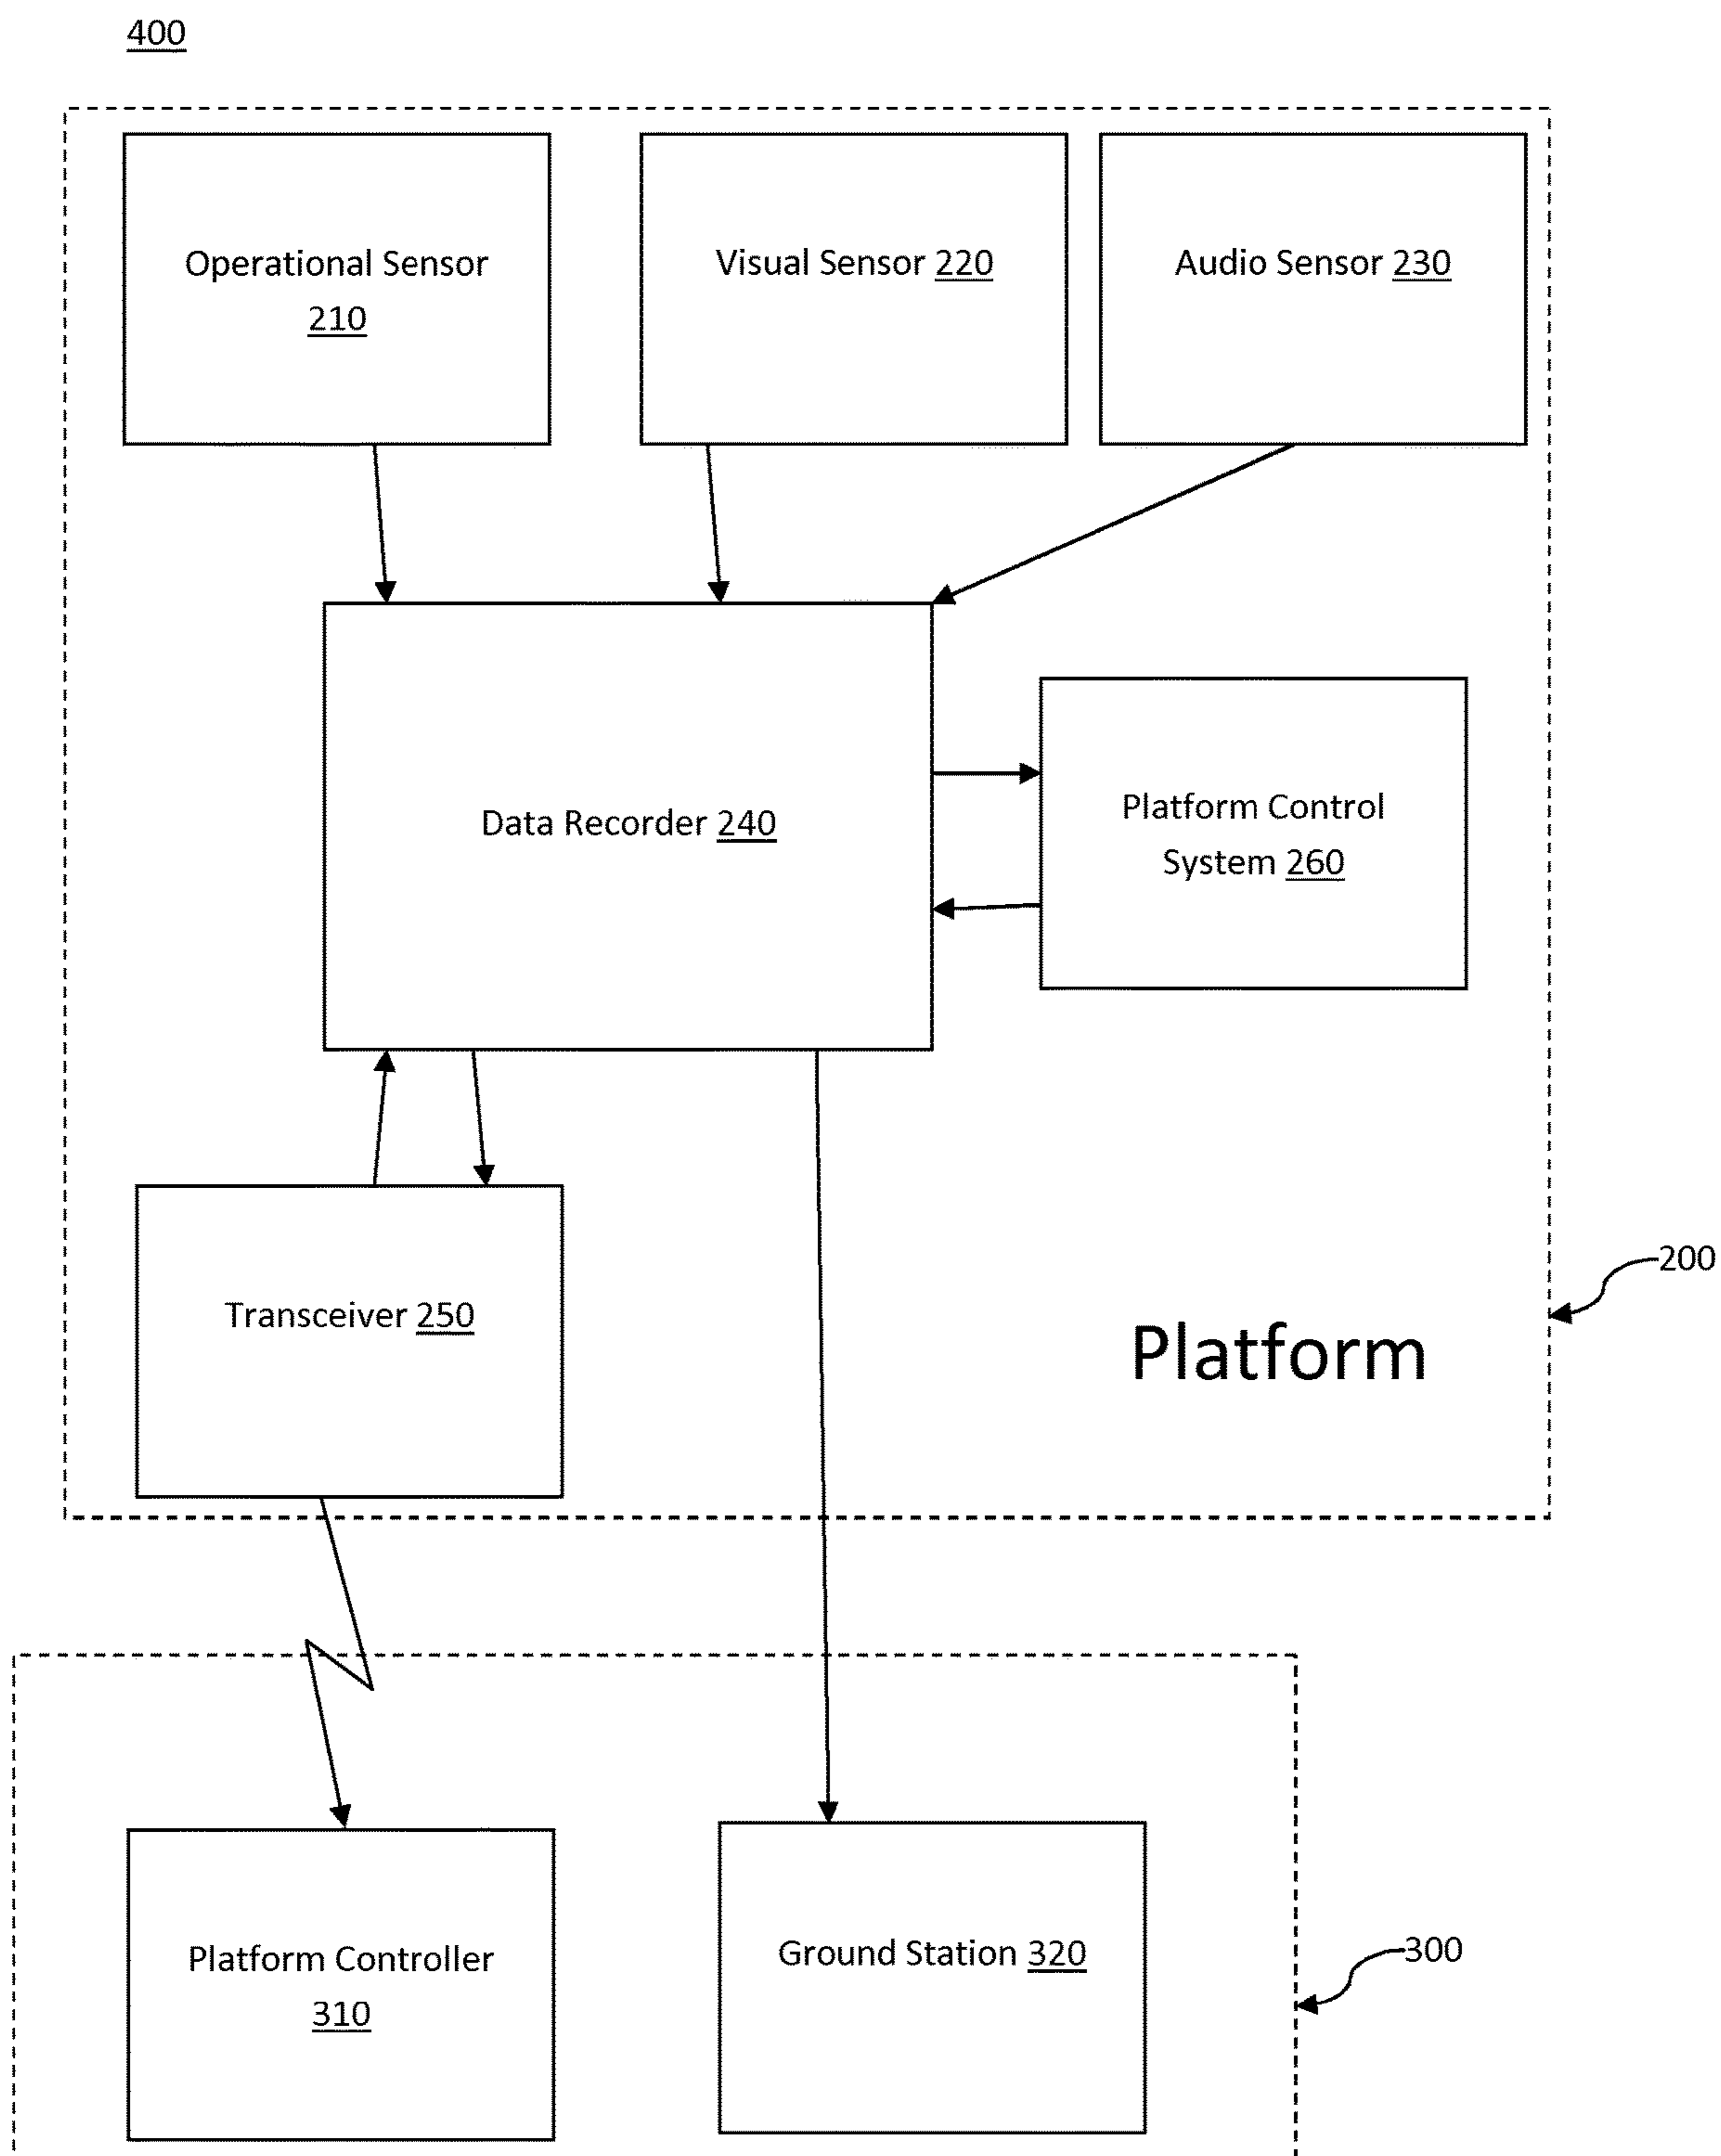 400
Operational Sensor
210
Visual Sensor 220
Audio Sensor 230
Data Recorder 240
Platform Control
System 260
Transceiver 250
Platform
200
Platform Controller
310
Ground Station 320
300